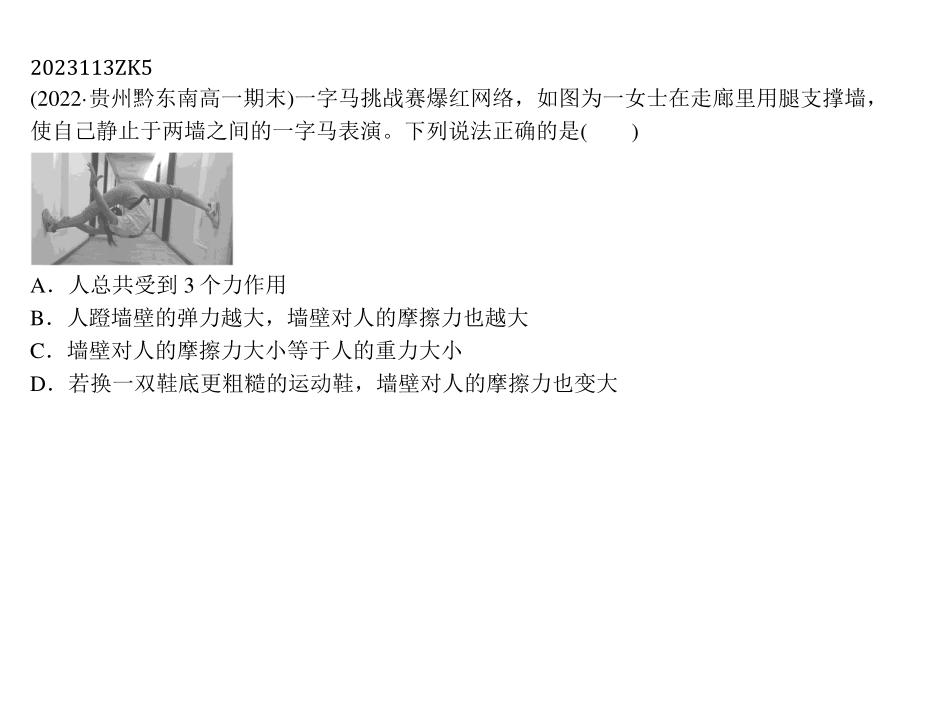 2023113ZK5
(2022·贵州黔东南高一期末)一字马挑战赛爆红网络，如图为一女士在走廊里用腿支撑墙，
使自己静止于两墙之间的一字马表演。下列说法正确的是(　　)
A．人总共受到 3 个力作用
B．人蹬墙壁的弹力越大，墙壁对人的摩擦力也越大
C．墙壁对人的摩擦力大小等于人的重力大小
D．若换一双鞋底更粗糙的运动鞋，墙壁对人的摩擦力也变大